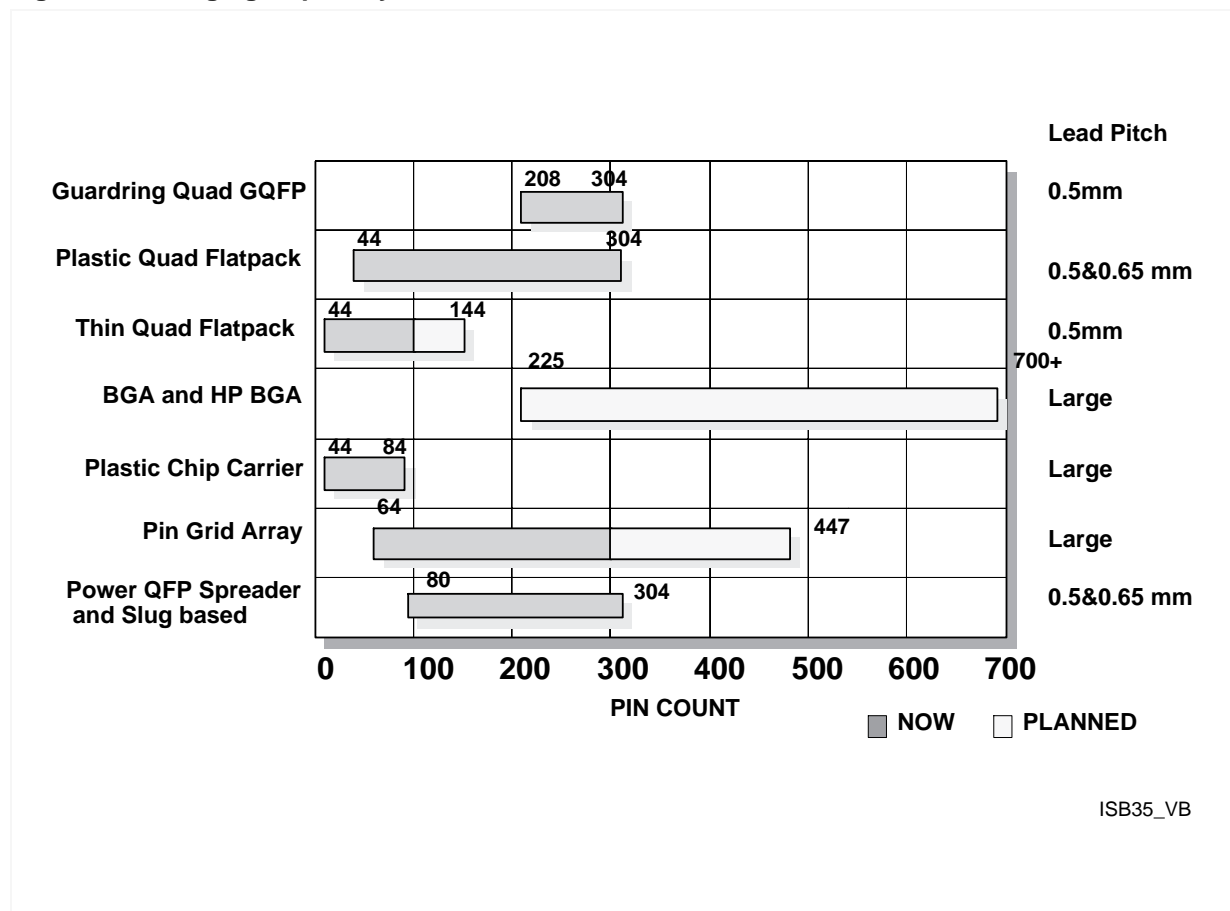 Lead Pitch
Guardring Quad GQFP 208 304 0.5mm
Plastic Quad Flatpack 44 304 0.5&0.65 mm
Thin Quad Flatpack 44 144 0.5mm
BGA and HP BGA 225 700+ Large
Plastic Chip Carrier 44 84 Large
Pin Grid Array 64 447 Large
Power QFP Spreader 80 304 0.5&0.65 mm
and Slug based
0 100 200 300 400 500 600 700
PIN COUNT
NOW PLANNED
ISB35_VB